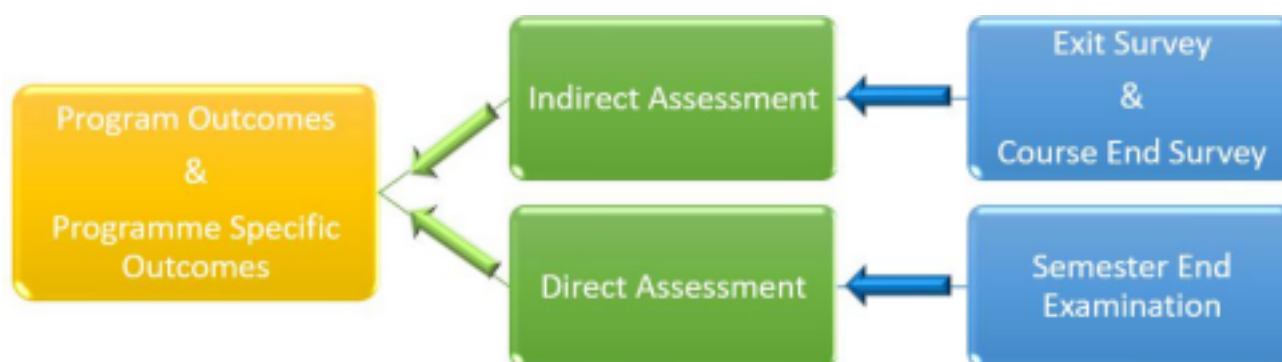 Program Outcomes
&
Programme Specific
Outcomes
Indirect Assessment
Exit Survey
&
Course End Survey
Direct Assessment
Semester End
Examination